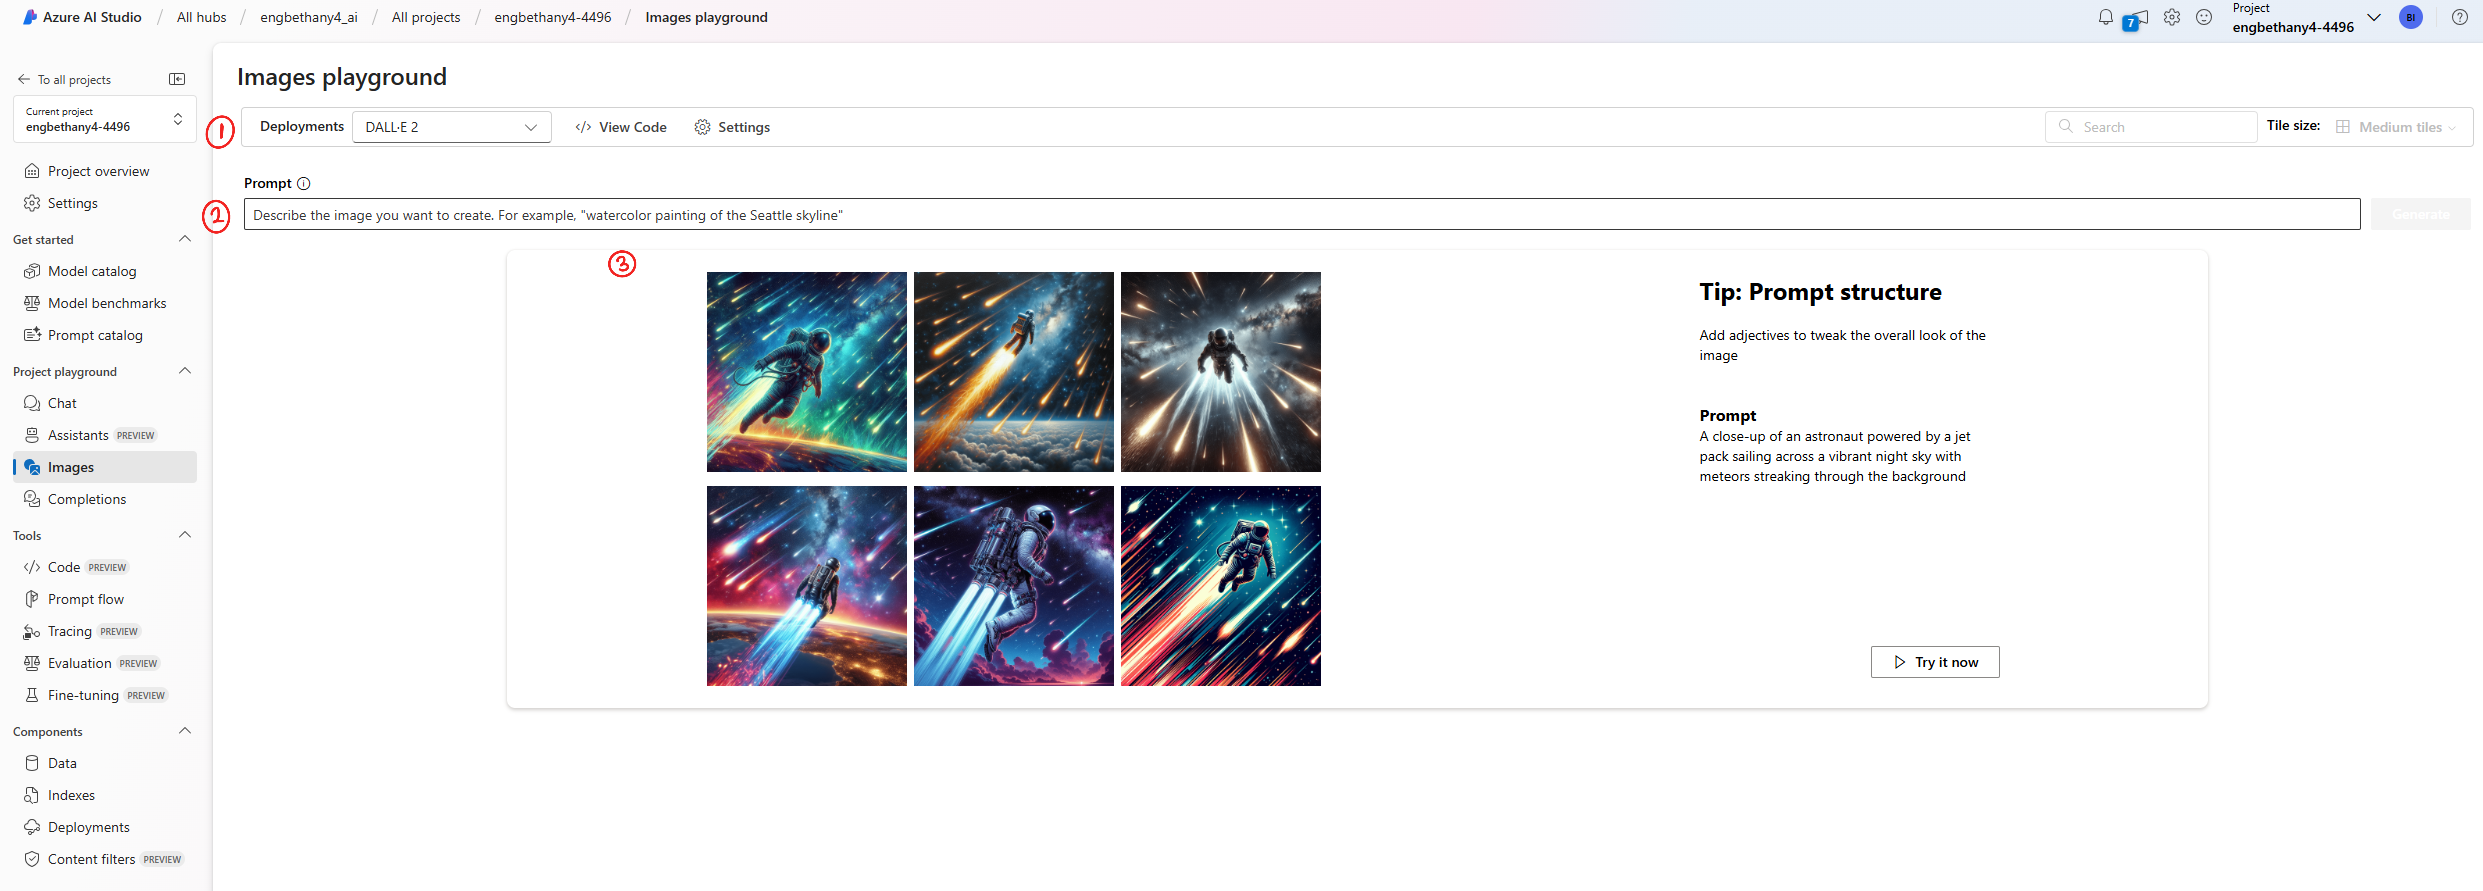 Azure AI Studio / All hubs / engbethany4_ai / All projects / engbethany4-4496 / Images playground
7
Project
engbethany4-4496
BI
To all projects
Current project
engbethany4-4496
Project overview
Settings
Get started
Model catalog
Model benchmarks
Prompt catalog
Project playground
Chat
Assistants PREVIEW
Images
Completions
Tools
Code PREVIEW
Prompt flow
Tracing PREVIEW
Evaluation PREVIEW
Fine-tuning PREVIEW
Components
Data
Indexes
Deployments
Content filters PREVIEW
Images playground
1
Deployments DALL·E 2 </> View Code Settings Search Tile size: Medium tiles
Prompt
2
Describe the image you want to create. For example, "watercolor painting of the Seattle skyline" Generate
3
Tip: Prompt structure
Add adjectives to tweak the overall look of the
image
Prompt
A close-up of an astronaut powered by a jet
pack sailing across a vibrant night sky with
meteors streaking through the background
Try it now